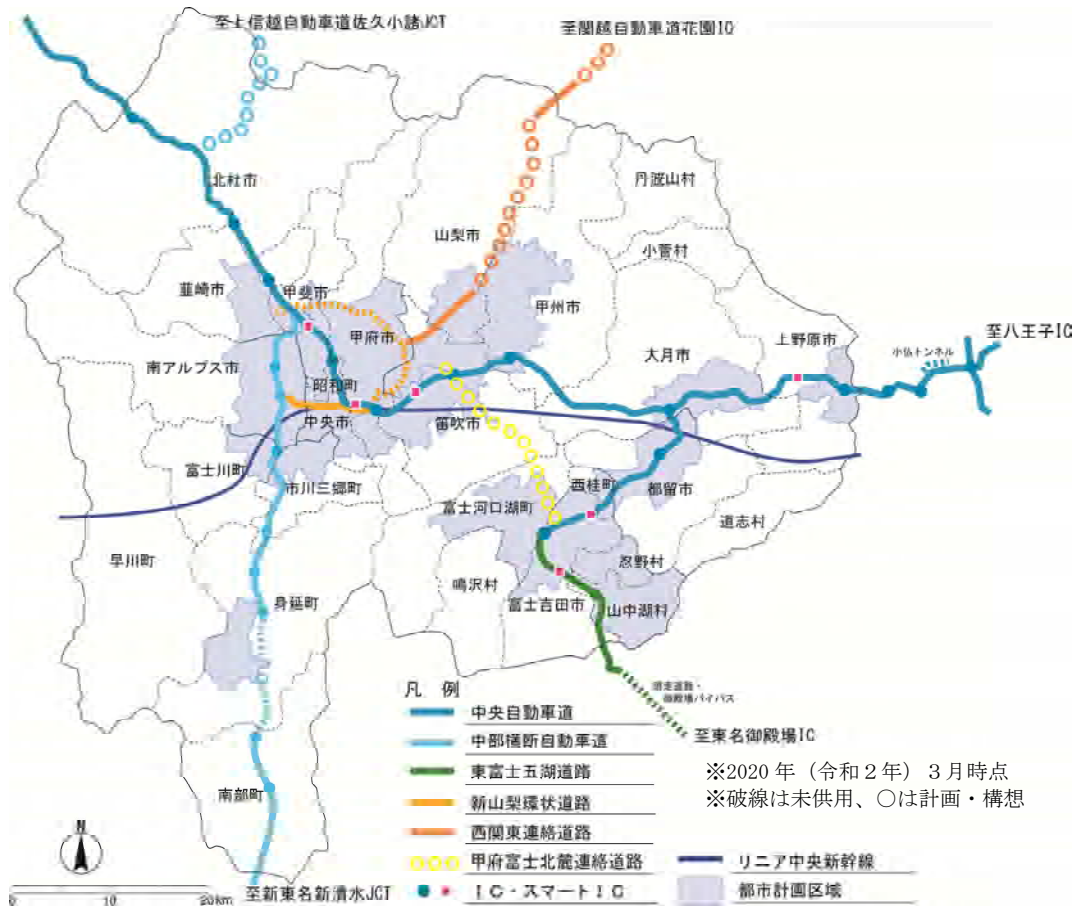 至上信越自動車道佐久小諸JCT
至関越自動車道花園IC
北杜市
丹波山村
山梨市
小菅村
韮崎市
甲斐市
甲州市
甲府市
上野原市
至八王子IC
大月市
小仏トンネル
南アルプス市
昭和町
中央市
笛吹市
富士川町
市川三郷町
西桂町
都留市
富士河口湖町
道志村
早川町
忍野村
鳴沢村
身延町
富士吉田市
山中湖村
凡 例
中央自動車道
至東名御殿場IC
中部横断自動車道
東富士五湖道路
※2020 年（令和２年）３月時点
※破線は未供用、○は計画・構想
南部町
新山梨環状道路
西関東連絡道路
N
甲府富士北麓連絡道路
リニア中央新幹線
至新東名新清水JCT
ＩＣ・スマートＩＣ
都市計画区域
0 10 20km